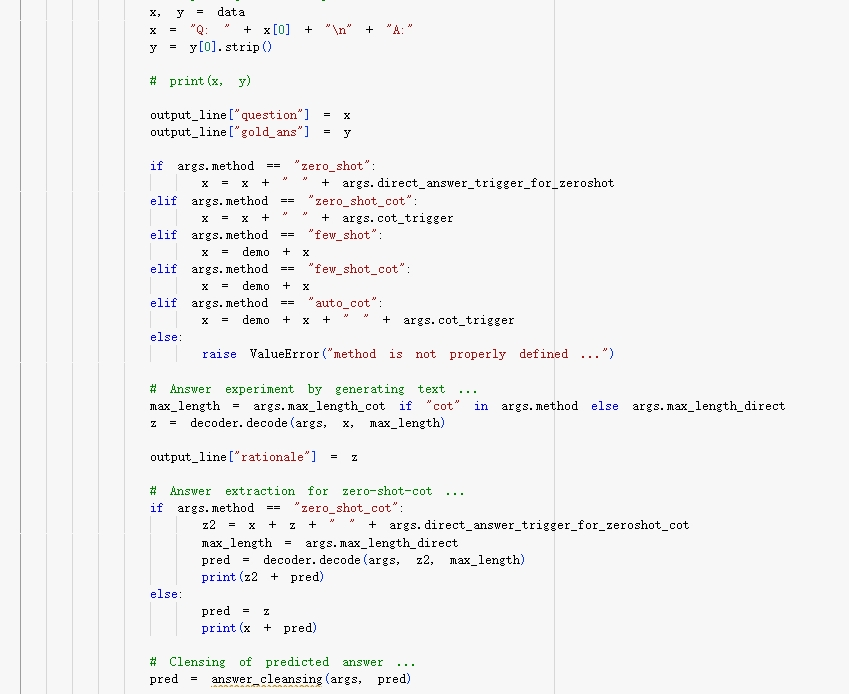 x, y = data
x = "Q: " + x[0] + "\n" + "A:"
y = y[0].strip()
# print(x, y)
output_line["question"] = x
output_line["gold_ans"] = y
if args.method == "zero_shot":
x = x + " " + args.direct_answer_trigger_for_zeroshot
elif args.method == "zero_shot_cot":
x = x + " " + args.cot_trigger
elif args.method == "few_shot":
x = demo + x
elif args.method == "few_shot_cot":
x = demo + x
elif args.method == "auto_cot":
x = demo + x + " " + args.cot_trigger
else:
raise ValueError("method is not properly defined ...")
# Answer experiment by generating text ...
max_length = args.max_length_cot if "cot" in args.method else args.max_length_direct
z = decoder.decode(args, x, max_length)
output_line["rationale"] = z
# Answer extraction for zero-shot-cot ...
if args.method == "zero_shot_cot":
z2 = x + z + " " + args.direct_answer_trigger_for_zeroshot_cot
max_length = args.max_length_direct
pred = decoder.decode(args, z2, max_length)
print(z2 + pred)
else:
pred = z
print(x + pred)
# Clensing of predicted answer ...
pred = answer_cleansing(args, pred)